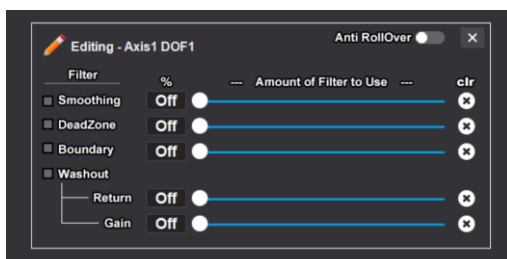 Editing - Axis1 DOF1
Anti RollOver
Filter % --- Amount of Filter to Use --- clr
Smoothing Off
DeadZone Off
Boundary Off
Washout
Return Off
Gain Off